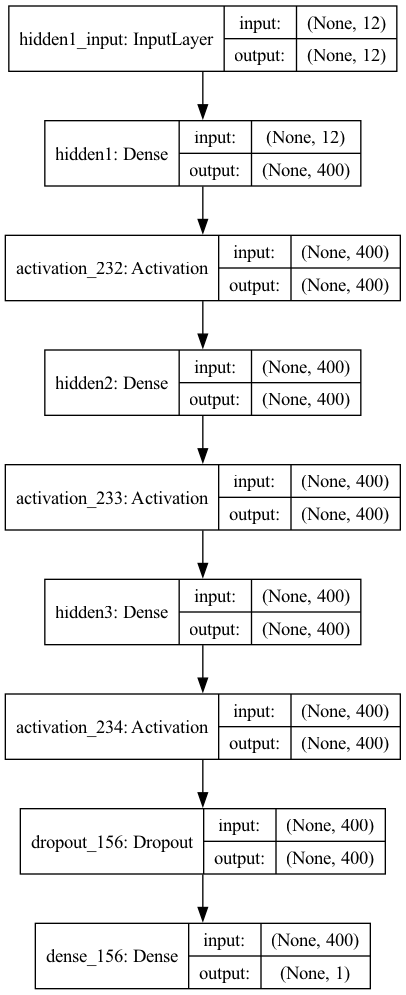 hidden1_input: InputLayer
input: (None, 12)
output: (None, 12)
hidden1: Dense
input: (None, 12)
output: (None, 400)
activation_232: Activation
input: (None, 400)
output: (None, 400)
hidden2: Dense
input: (None, 400)
output: (None, 400)
activation_233: Activation
input: (None, 400)
output: (None, 400)
hidden3: Dense
input: (None, 400)
output: (None, 400)
activation_234: Activation
input: (None, 400)
output: (None, 400)
dropout_156: Dropout
input: (None, 400)
output: (None, 400)
dense_156: Dense
input: (None, 400)
output: (None, 1)